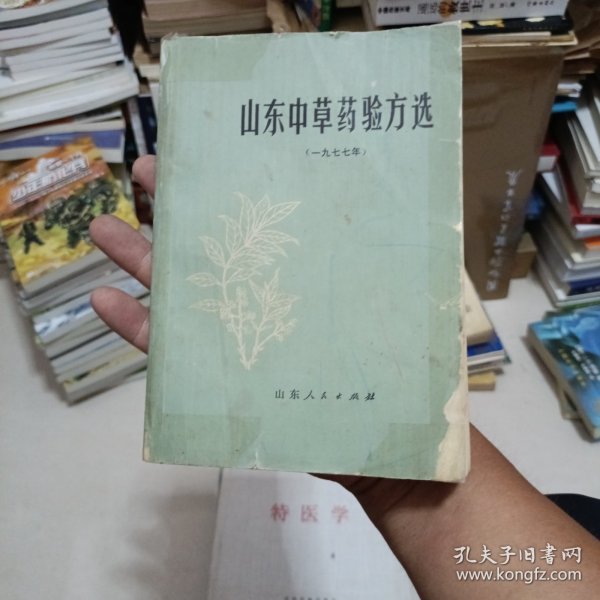 山东中草药验方选
（一九七七年）
山东人民出版社
特医学
孔夫子旧书网
www.kongfz.com